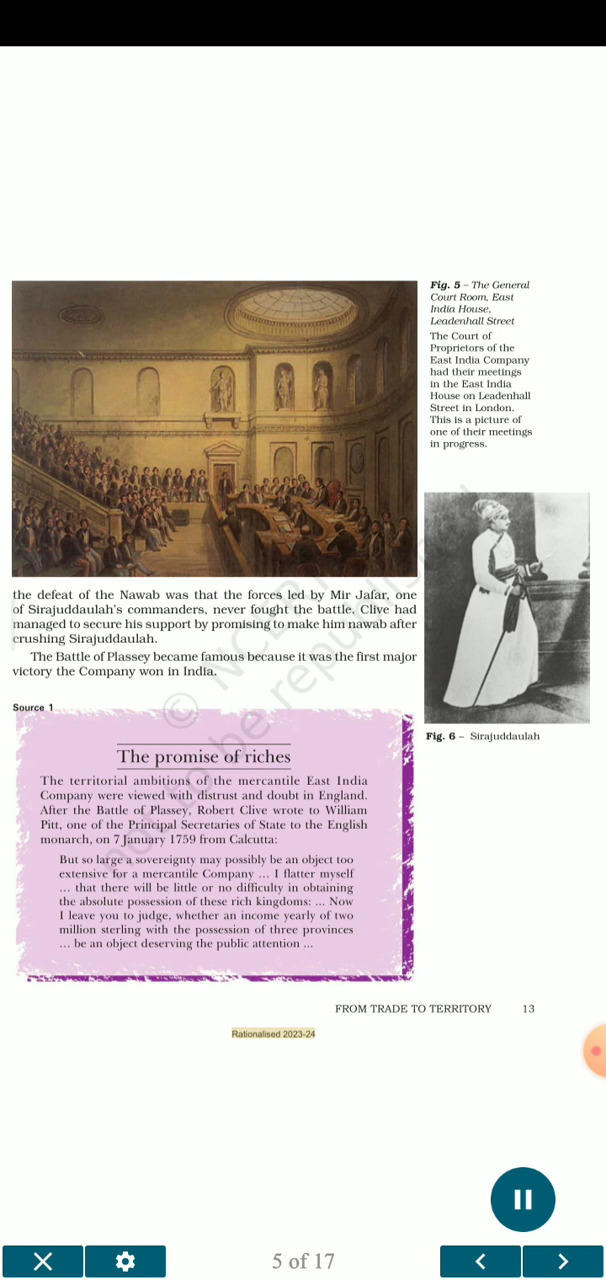 Fig. 5 – The General
Court Room, East
India House,
Leadenhall Street
The Court of
Proprietors of the
East India Company
had their meetings
in the East India
House on Leadenhall
Street in London.
This is a picture of
one of their meetings
in progress.
the defeat of the Nawab was that the forces led by Mir Jafar, one
of Sirajuddaulah's commanders, never fought the battle. Clive had
managed to secure his support by promising to make him nawab after
crushing Sirajuddaulah.
The Battle of Plassey became famous because it was the first major
victory the Company won in India.
Fig. 6 – Sirajuddaulah
Source 1
The promise of riches
The territorial ambitions of the mercantile East India
Company were viewed with distrust and doubt in England.
After the Battle of Plassey, Robert Clive wrote to William
Pitt, one of the Principal Secretaries of State to the English
monarch, on 7 January 1759 from Calcutta:
But so large a sovereignty may possibly be an object too
extensive for a mercantile Company ... I flatter myself
... that there will be little or no difficulty in obtaining
the absolute possession of these rich kingdoms: ... Now
I leave you to judge, whether an income yearly of two
million sterling with the possession of three provinces
... be an object deserving the public attention ...
© NCERT
not to be republished
FROM TRADE TO TERRITORY 13
Rationalised 2023-24
5 of 17